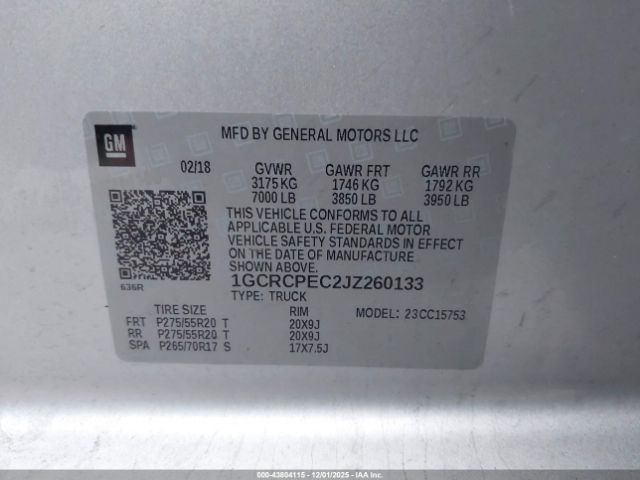 GM
MFD BY GENERAL MOTORS LLC
02/18 GVWR GAWR FRT GAWR RR
3175 KG 1746 KG 1792 KG
7000 LB 3850 LB 3950 LB
THIS VEHICLE CONFORMS TO ALL
APPLICABLE U.S. FEDERAL MOTOR
VEHICLE SAFETY STANDARDS IN EFFECT
ON THE DATE OF MANUFACTURE
SHOWN ABOVE.
636R
1GCRCPEC2JZ260133
TYPE: TRUCK
TIRE SIZE RIM MODEL: 23CC15753
FRT P275/55R20 T 20X9J
RR P275/55R20 T 20X9J
SPA P265/70R17 S 17X7.5J
000-43804115 - 12/01/2025 - IAAI, Inc.